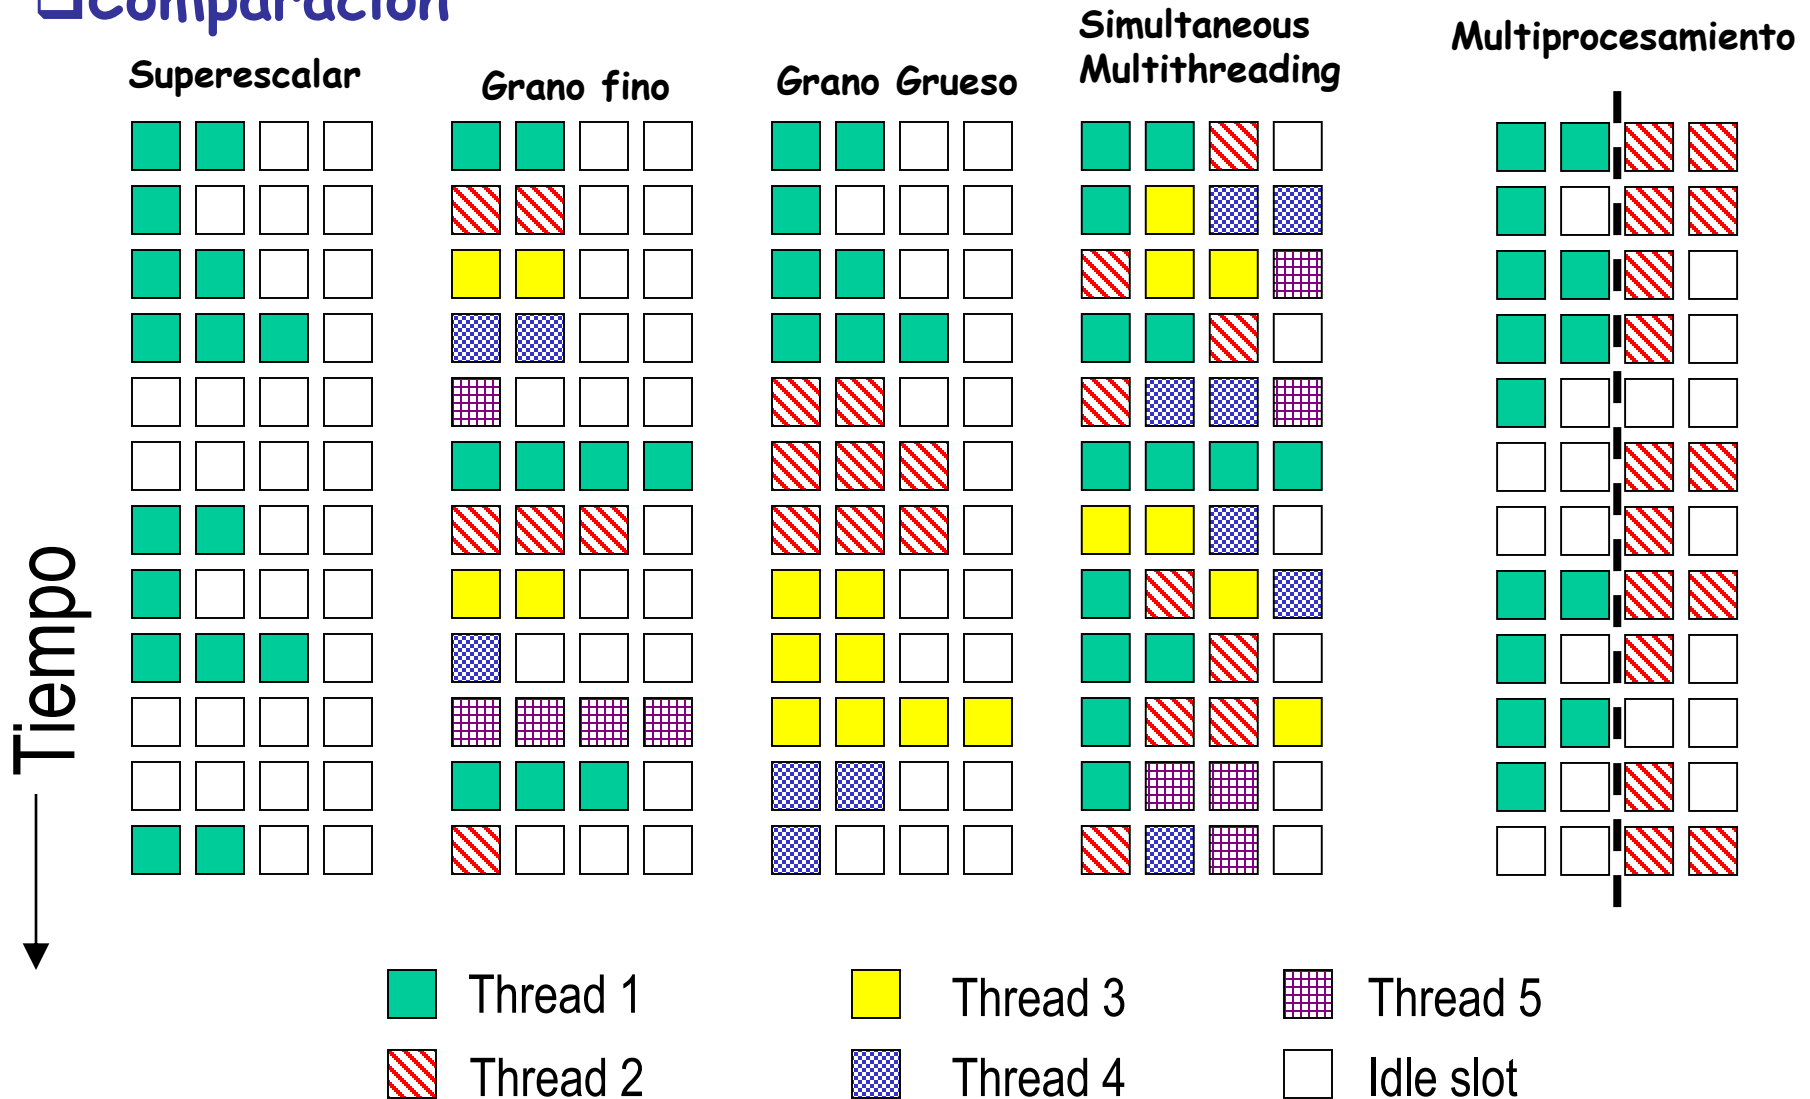 ❑Comparación
Superescalar
Grano fino
Grano Grueso
Simultaneous
Multithreading
Multiprocesamiento
Tiempo
Thread 1
Thread 3
Thread 5
Thread 2
Thread 4
Idle slot